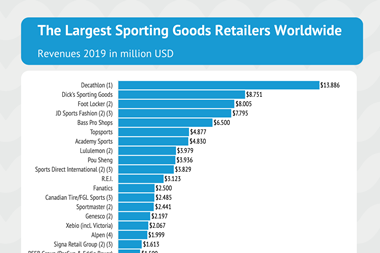 The Largest Sporting Goods Retailers Worldwide
Revenues 2019 in million USD
Decathlon (1) $13.886
Dick's Sporting Goods $8.751
Foot Locker (2) $8.005
JD Sports Fashion (2) (3) $7.795
Bass Pro Shops $6.500
Topsports $4.877
Academy Sports $4.830
Lululemon (2) $3.979
Pou Sheng $3.936
Sports Direct International (2) (3) $3.829
R.E.I. $3.123
Fanatics $2.500
Canadian Tire/FGL Sports (3) $2.485
Sportmaster (2) $2.441
Genesco (2) $2.197
Xebio (incl. Victoria) $2.067
Alpen (4) $1.999
Signa Retail Group (2) (3) $1.613